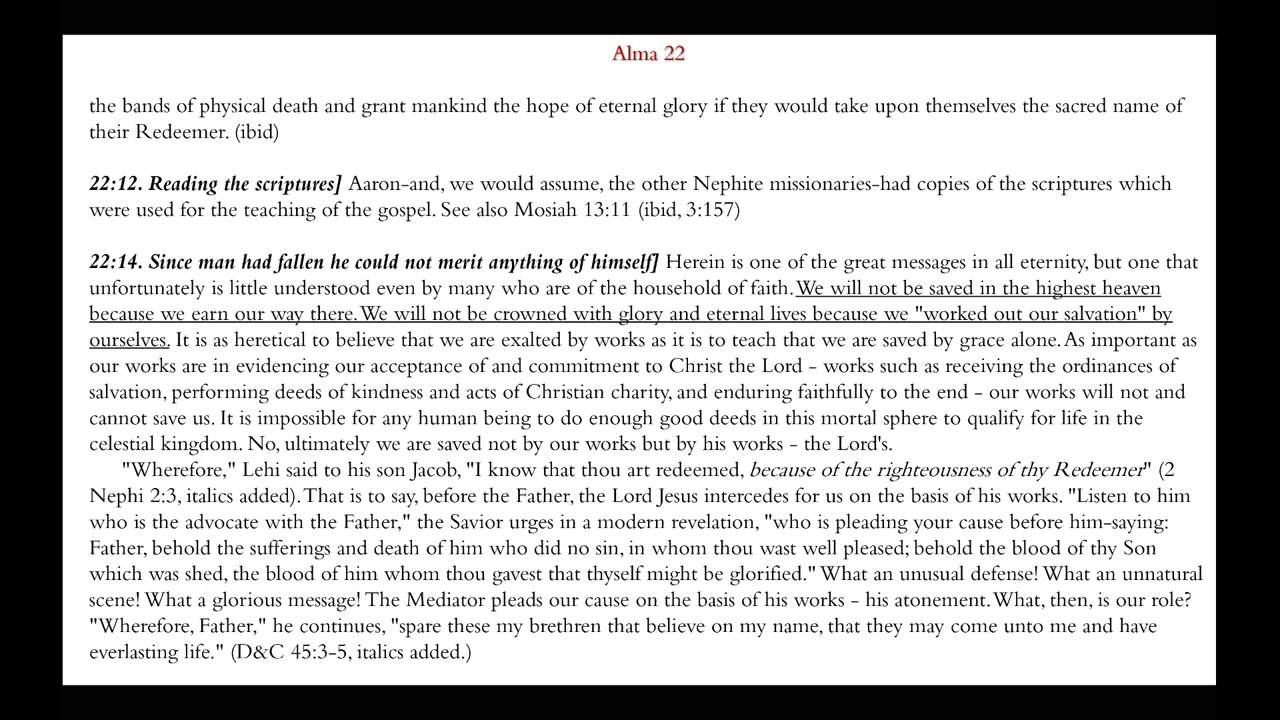 Alma 22
the bands of physical death and grant mankind the hope of eternal glory if they would take upon themselves the sacred name of
their Redeemer. (ibid)
22:12. Reading the scriptures] Aaron-and, we would assume, the other Nephite missionaries-had copies of the scriptures which
were used for the teaching of the gospel. See also Mosiah 13:11 (ibid, 3:157)
22:14. Since man had fallen he could not merit anything of himself] Herein is one of the great messages in all eternity, but one that
unfortunately is little understood even by many who are of the household of faith. We will not be saved in the highest heaven
because we earn our way there. We will not be crowned with glory and eternal lives because we "worked out our salvation" by
ourselves. It is as heretical to believe that we are exalted by works as it is to teach that we are saved by grace alone. As important as
our works are in evidencing our acceptance of and commitment to Christ the Lord - works such as receiving the ordinances of
salvation, performing deeds of kindness and acts of Christian charity, and enduring faithfully to the end - our works will not and
cannot save us. It is impossible for any human being to do enough good deeds in this mortal sphere to qualify for life in the
celestial kingdom. No, ultimately we are saved not by our works but by his works - the Lord's.
"Wherefore," Lehi said to his son Jacob, "I know that thou art redeemed, because of the righteousness of thy Redeemer" (2
Nephi 2:3, italics added). That is to say, before the Father, the Lord Jesus intercedes for us on the basis of his works. "Listen to him
who is the advocate with the Father," the Savior urges in a modern revelation, "who is pleading your cause before him-saying:
Father, behold the sufferings and death of him who did no sin, in whom thou wast well pleased; behold the blood of thy Son
which was shed, the blood of him whom thou gavest that thyself might be glorified." What an unusual defense! What an unnatural
scene! What a glorious message! The Mediator pleads our cause on the basis of his works - his atonement. What, then, is our role?
"Wherefore, Father," he continues, "spare these my brethren that believe on my name, that they may come unto me and have
everlasting life." (D&C 45:3-5, italics added.)